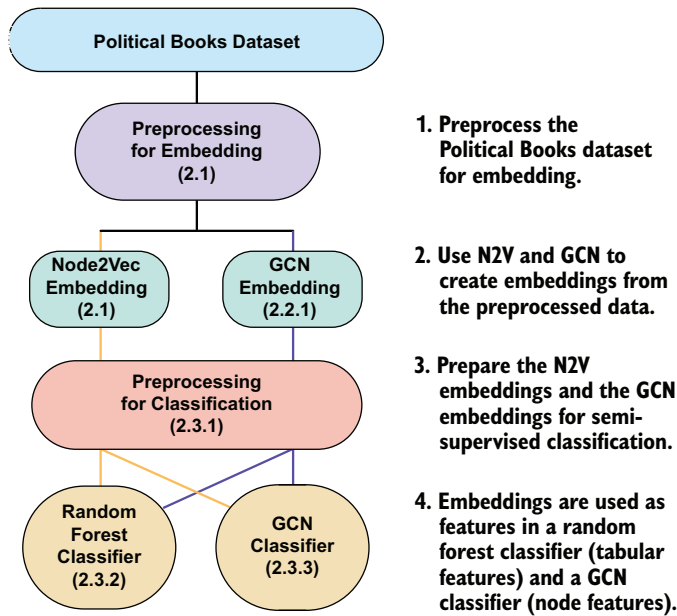 Political Books Dataset
Preprocessing
for Embedding
(2.1)
1. Preprocess the
Political Books dataset
for embedding.
Node2Vec
Embedding
(2.1)
GCN
Embedding
(2.2.1)
2. Use N2V and GCN to
create embeddings from
the preprocessed data.
Preprocessing
for Classification
(2.3.1)
3. Prepare the N2V
embeddings and the GCN
embeddings for semi-
supervised classification.
Random
Forest
Classifier
(2.3.2)
GCN
Classifier
(2.3.3)
4. Embeddings are used as
features in a random
forest classifier (tabular
features) and a GCN
classifier (node features).